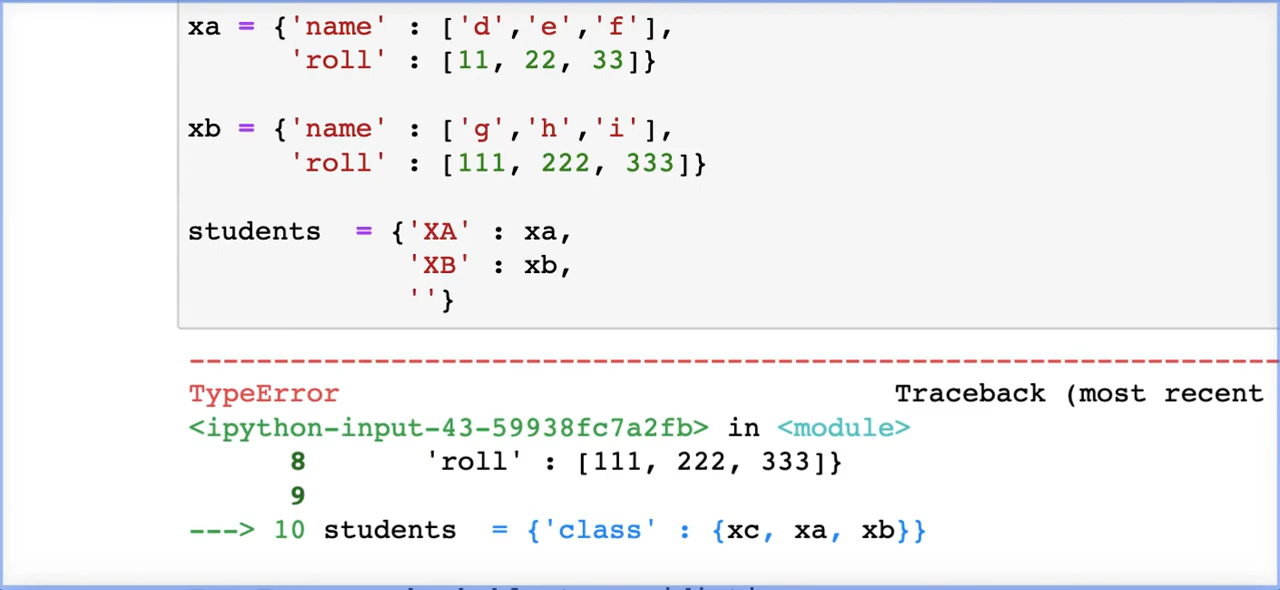 xa = {'name' : ['d','e','f'],
'roll' : [11, 22, 33]}
xb = {'name' : ['g','h','i'],
'roll' : [111, 222, 333]}
students = {'XA' : xa,
'XB' : xb,
''}
---------------------------------------------------------------------------
TypeError Traceback (most recent
<ipython-input-43-59938fc7a2fb> in <module>
8 'roll' : [111, 222, 333]}
9
---> 10 students = {'class' : {xc, xa, xb}}